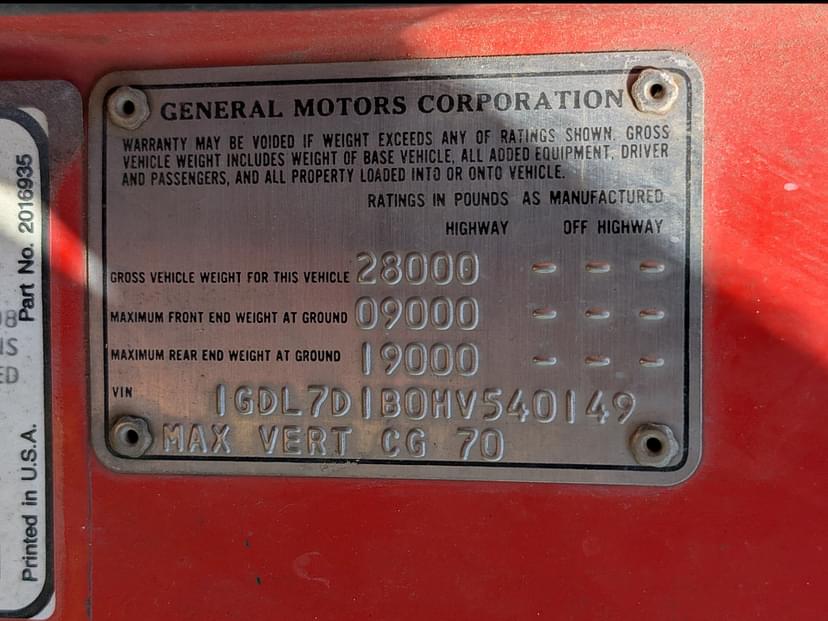 GENERAL MOTORS CORPORATION
WARRANTY MAY BE VOIDED IF WEIGHT EXCEEDS ANY OF RATINGS SHOWN. GROSS
VEHICLE WEIGHT INCLUDES WEIGHT OF BASE VEHICLE, ALL ADDED EQUIPMENT, DRIVER
AND PASSENGERS, AND ALL PROPERTY LOADED INTO OR ONTO VEHICLE.
RATINGS IN POUNDS AS MANUFACTURED
HIGHWAY OFF HIGHWAY
GROSS VEHICLE WEIGHT FOR THIS VEHICLE 28000 - - -
MAXIMUM FRONT END WEIGHT AT GROUND 09000 - - -
MAXIMUM REAR END WEIGHT AT GROUND 19000 - - -
VIN 1GDL7D1B0HV540149
MAX VERT CG 70
Part No. 2016935
Printed in U.S.A.